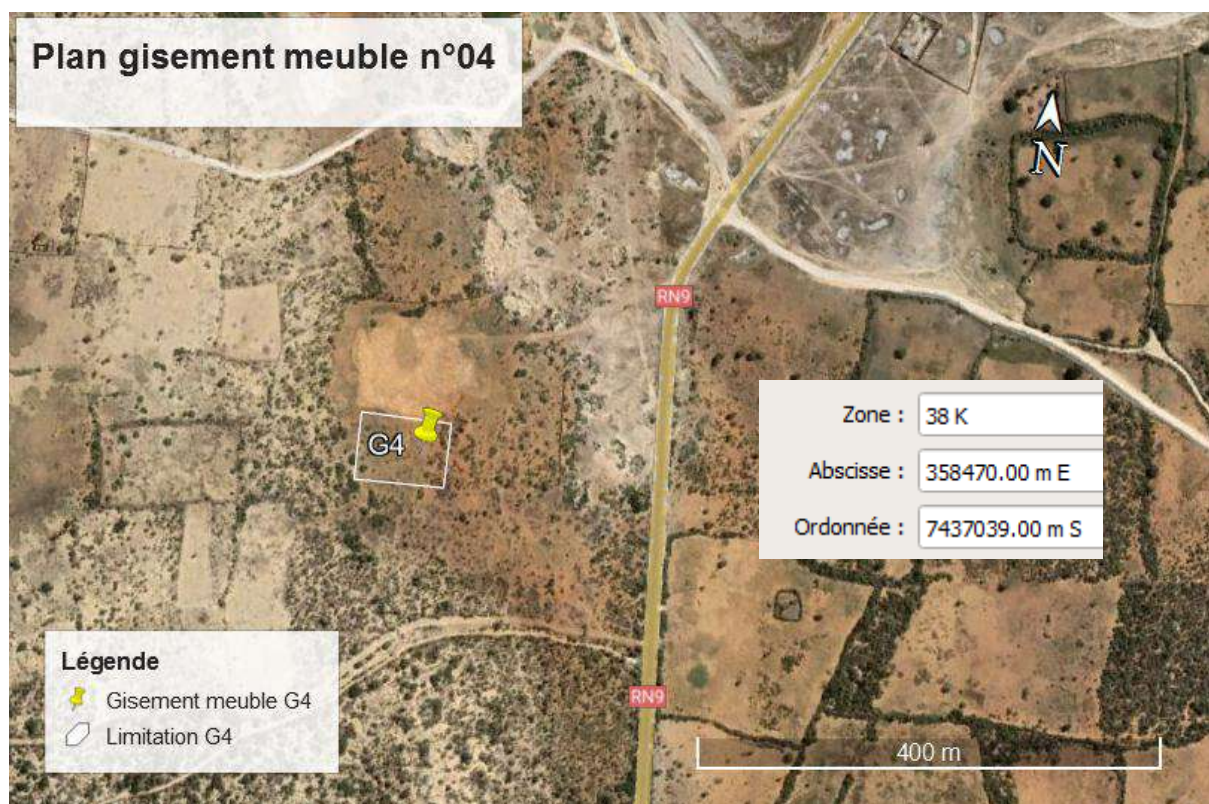 Plan gisement meuble n°04
N
RN9
Zone : 38 K
Abscisse : 358470.00 m E
Ordonnée : 7437039.00 m S
G4
Légende
Gisement meuble G4
Limitation G4
RN9
400 m